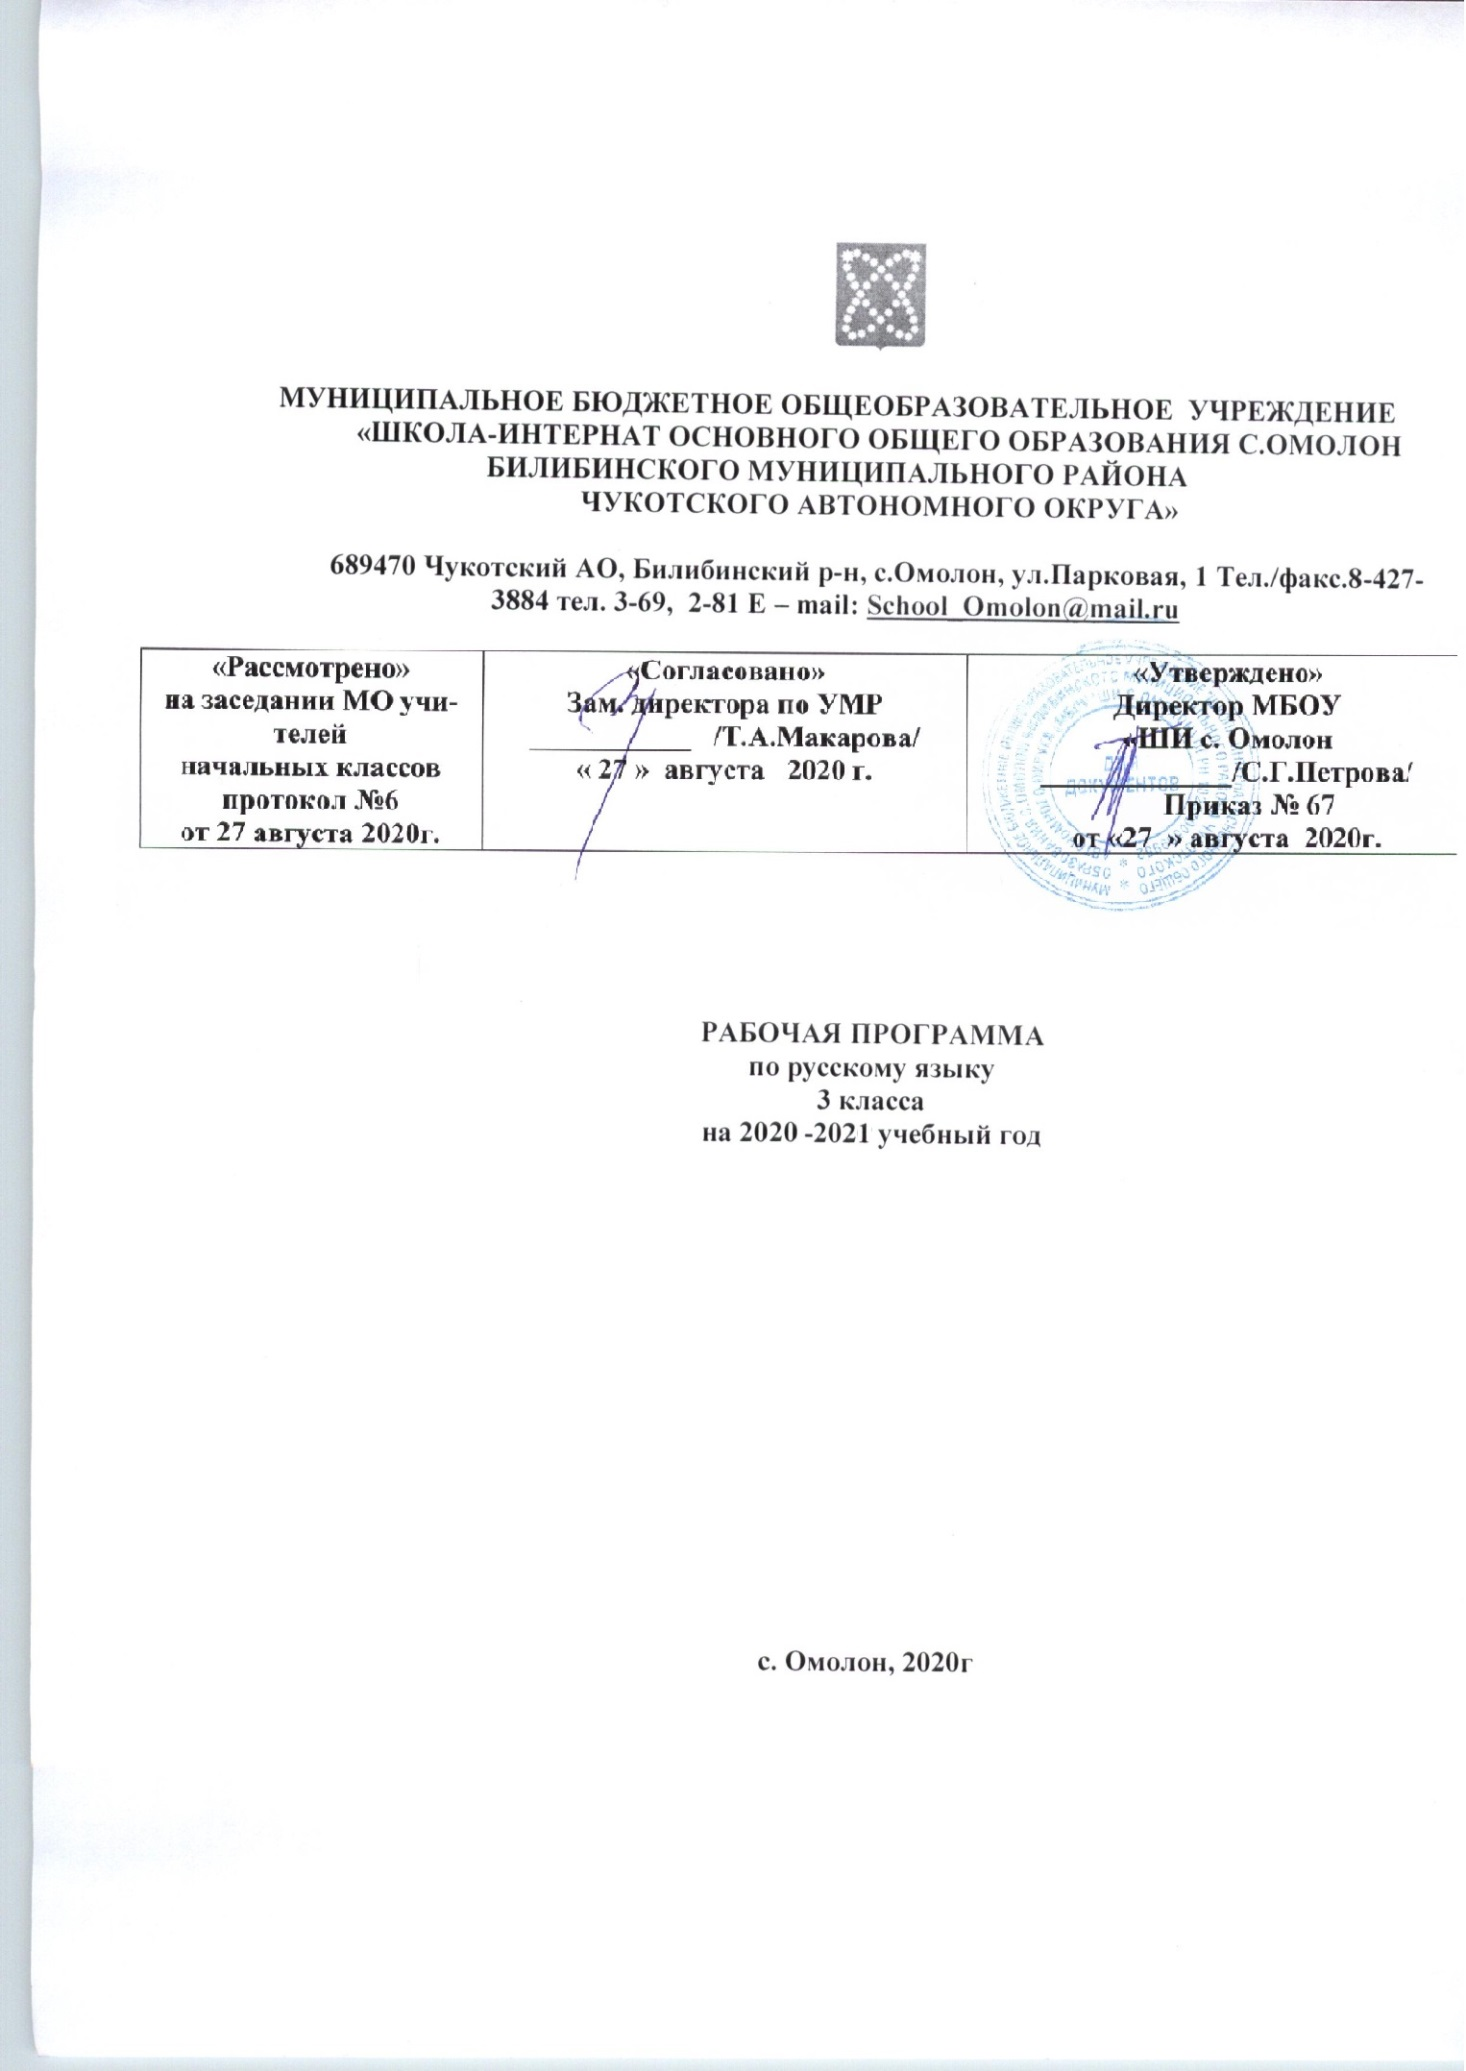 МУНИЦИПАЛЬНОЕ БЮДЖЕТНОЕ ОБЩЕОБРАЗОВАТЕЛЬНОЕ УЧРЕЖДЕНИЕ
«ШКОЛА-ИНТЕРНАТ ОСНОВНОГО ОБЩЕГО ОБРАЗОВАНИЯ С.ОМОЛОН
БИЛИБИНСКОГО МУНИЦИПАЛЬНОГО РАЙОНА
ЧУКОТСКОГО АВТОНОМНОГО ОКРУГА»
689470 Чукотский АО, Билибинский р-н, с.Омолон, ул.Парковая, 1 Тел./факс.8-427-
3884 тел. 3-69, 2-81 Е – mail: School_Omolon@mail.ru
«Рассмотрено»
на заседании МО учи-
телей
начальных классов
протокол №6
от 27 августа 2020г.
«Согласовано»
Зам. директора по УМР
____________ /Т.А.Макарова/
« 27 » августа 2020 г.
«Утверждено»
Директор МБОУ
«ШИ с. Омолон
______________/С.Г.Петрова/
Приказ № 67
от «27 » августа 2020г.
ДОКУМЕНТОВ
РАБОЧАЯ ПРОГРАММА
по русскому языку
3 класса
на 2020 -2021 учебный год
с. Омолон, 2020г